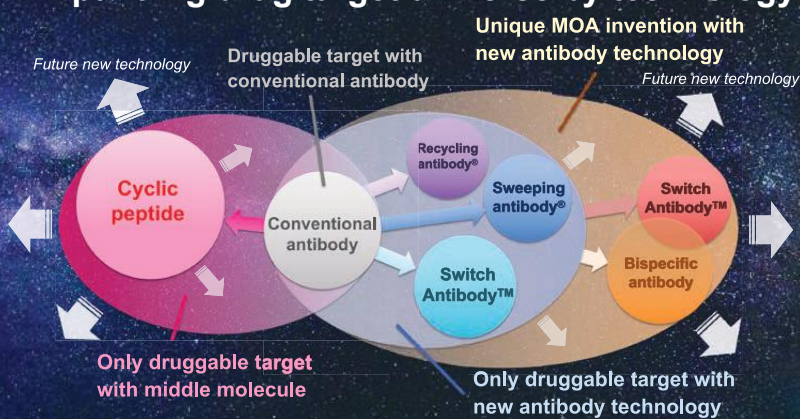 Unique MOA invention with
new antibody technology
Future new technology
Druggable target with
conventional antibody
Future new technology
Recycling
antibody®
Cyclic
peptide
Sweeping
antibody®
Switch
Antibody™
Conventional
antibody
Switch
Antibody™
Bispecific
antibody
Only druggable target
with middle molecule
Only druggable target with
new antibody technology